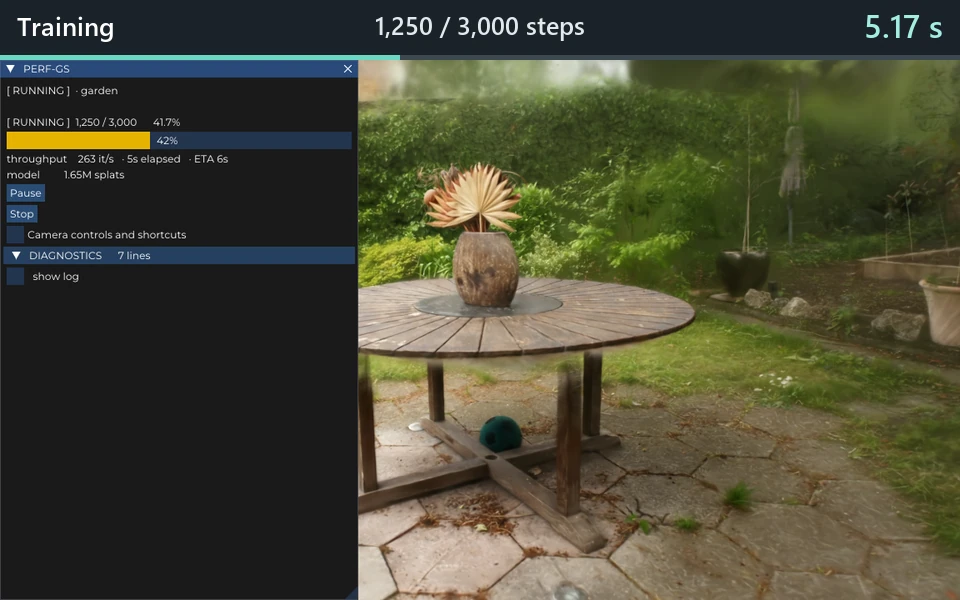 Training
1,250 / 3,000 steps
5.17 s
PERF-GS
[ RUNNING ] · garden
[ RUNNING ] 1,250 / 3,000 41.7%
42%
throughput 263 it/s · 5s elapsed · ETA 6s
model 1.65M splats
Pause
Stop
Camera controls and shortcuts
DIAGNOSTICS 7 lines
show log